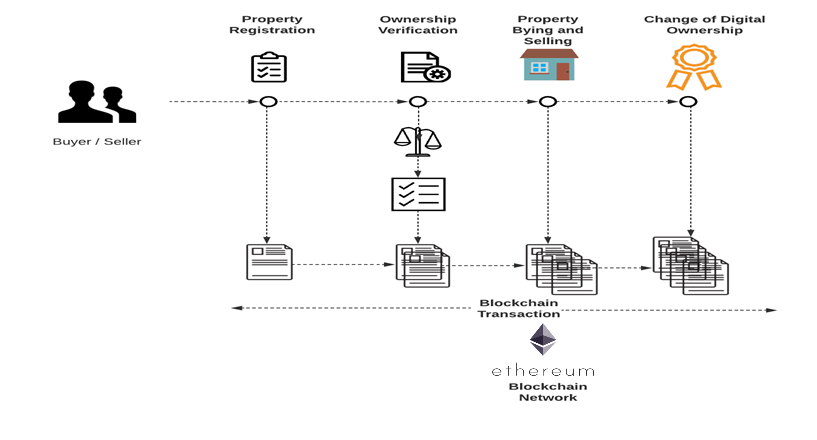 Property
Registration
Ownership
Verification
Property
Bying and
Selling
Change of Digital
Ownership
Buyer / Seller
Blockchain
Transaction
ethereum
Blockchain
Network